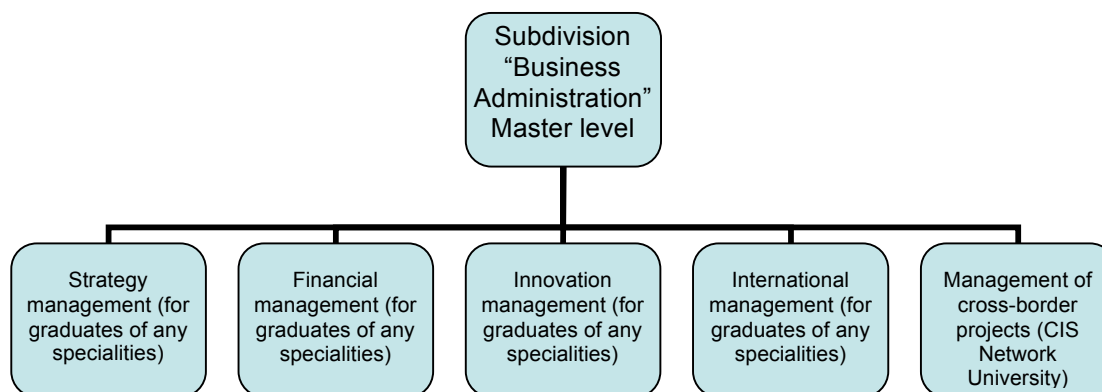 Subdivision
“Business
Administration”
Master level
Strategy
management (for
graduates of any
specialities)
Financial
management (for
graduates of any
specialities)
Innovation
management (for
graduates of any
specialities)
International
management (for
graduates of any
specialities)
Management of
cross-border
projects (CIS
Network
University)